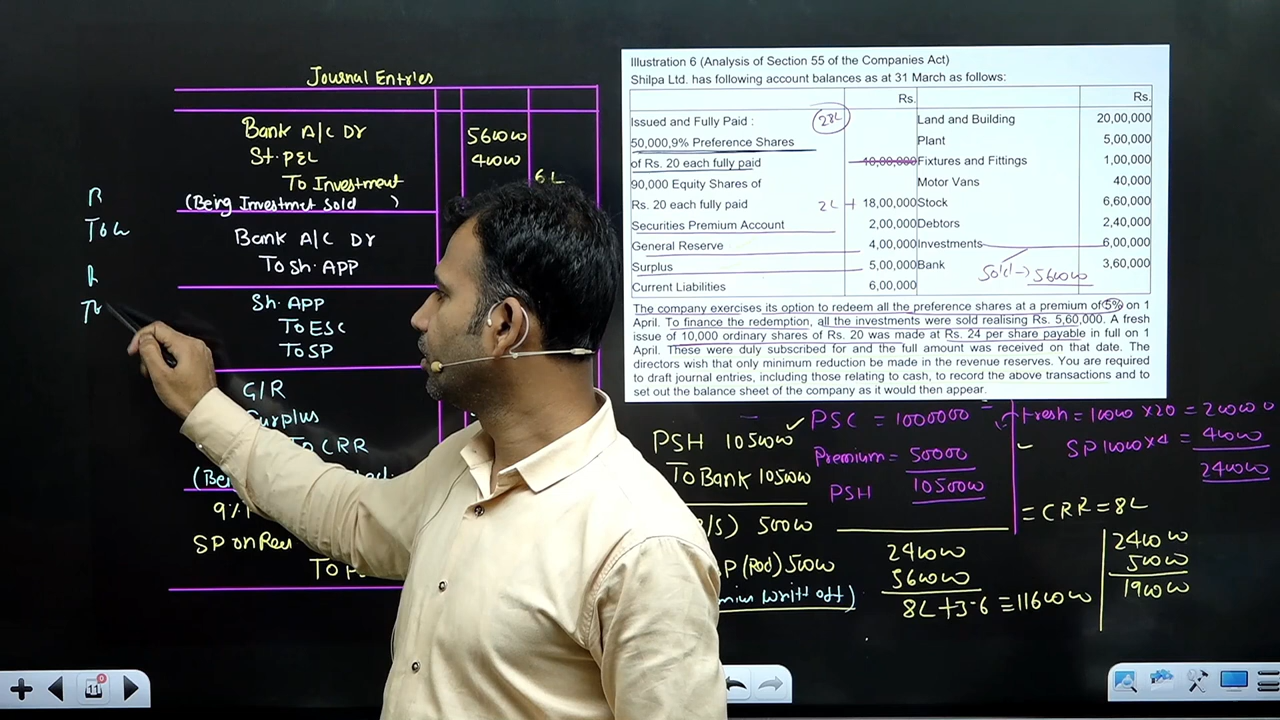 Journal Entries
Bank A/C Dr 560000
St. P&L 40000
To Investment 6L
(Being Investmnt Sold )
Bank A/C Dr
To Sh. APP
Sh. APP
To ESC
To SP
G/R
Surplus
To CRR
9%
SP on Red
To
R
To
Illustration 6 (Analysis of Section 55 of the Companies Act)
Shilpa Ltd. has following account balances as at 31 March as follows:
Rs. Rs.
Issued and Fully Paid : 28L Land and Building 20,00,000
50,000,9% Preference Shares Plant 5,00,000
of Rs. 20 each fully paid 10,00,000 Fixtures and Fittings 1,00,000
90,000 Equity Shares of Motor Vans 40,000
Rs. 20 each fully paid 2L + 18,00,000 Stock 6,60,000
Securities Premium Account 2,00,000 Debtors 2,40,000
General Reserve 4,00,000 Investments 6,00,000
Surplus 5,00,000 Bank Sold → 560000 3,60,000
Current Liabilities 6,00,000
The company exercises its option to redeem all the preference shares at a premium of 5% on 1
April. To finance the redemption, all the investments were sold realising Rs. 5,60,000. A fresh
issue of 10,000 ordinary shares of Rs. 20 was made at Rs. 24 per share payable in full on 1
April. These were duly subscribed for and the full amount was received on that date. The
directors wish that only minimum reduction be made in the revenue reserves. You are required
to draft journal entries, including those relating to cash, to record the above transactions and to
set out the balance sheet of the company as it would then appear.
PSH 1050000
To Bank 1050000
50000
P (Red) 50000
Writt off)
PSC = 1000000
Premium = 50000
PSH 1050000
Fresh = 10000 × 20 = 200000
SP 10000 × 4 = 40000
240000
= CRR = 8L
240000
560000
8L + 3.6 = 1160000
240000
50000
190000
11